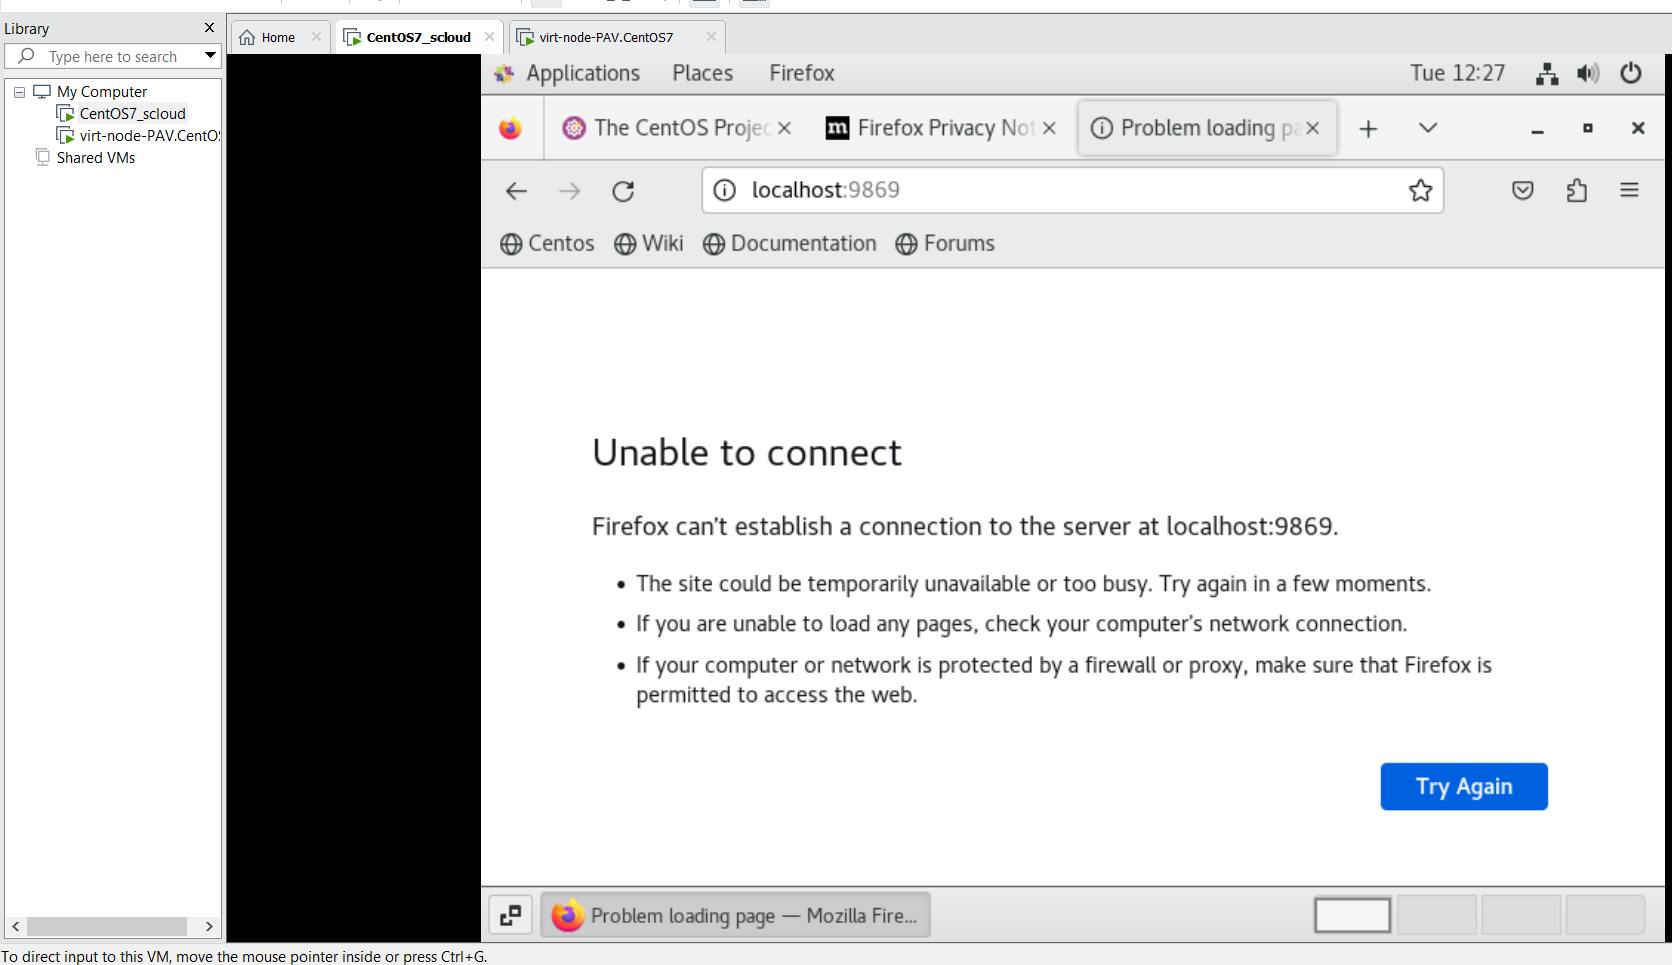 Library
Type here to search
My Computer
CentOS7_scloud
virt-node-PAV.CentOS
Shared VMs
Home
CentOS7_scloud
virt-node-PAV.CentOS7
Applications Places Firefox Tue 12:27
The CentOS Projec
Firefox Privacy Not
Problem loading pa
localhost:9869
Centos Wiki Documentation Forums
Unable to connect
Firefox can't establish a connection to the server at localhost:9869.
• The site could be temporarily unavailable or too busy. Try again in a few moments.
• If you are unable to load any pages, check your computer's network connection.
• If your computer or network is protected by a firewall or proxy, make sure that Firefox is
permitted to access the web.
Try Again
Problem loading page — Mozilla Fire...
To direct input to this VM, move the mouse pointer inside or press Ctrl+G.